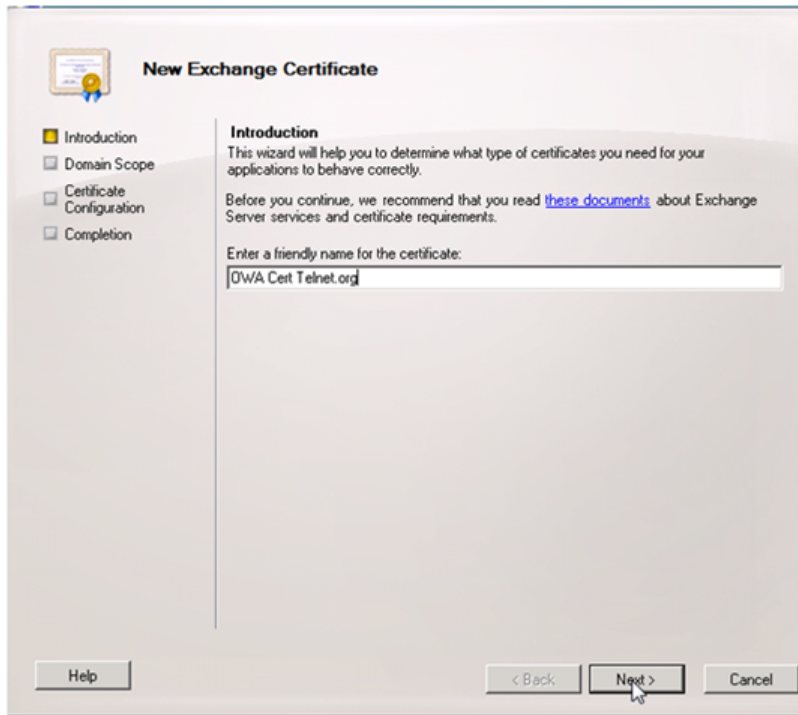 New Exchange Certificate
Introduction
Domain Scope
Certificate
Configuration
Completion
Introduction
This wizard will help you to determine what type of certificates you need for your
applications to behave correctly.
Before you continue, we recommend that you read these documents about Exchange
Server services and certificate requirements.
Enter a friendly name for the certificate:
OWA Cert Telnet.org
Help
< Back
Next >
Cancel